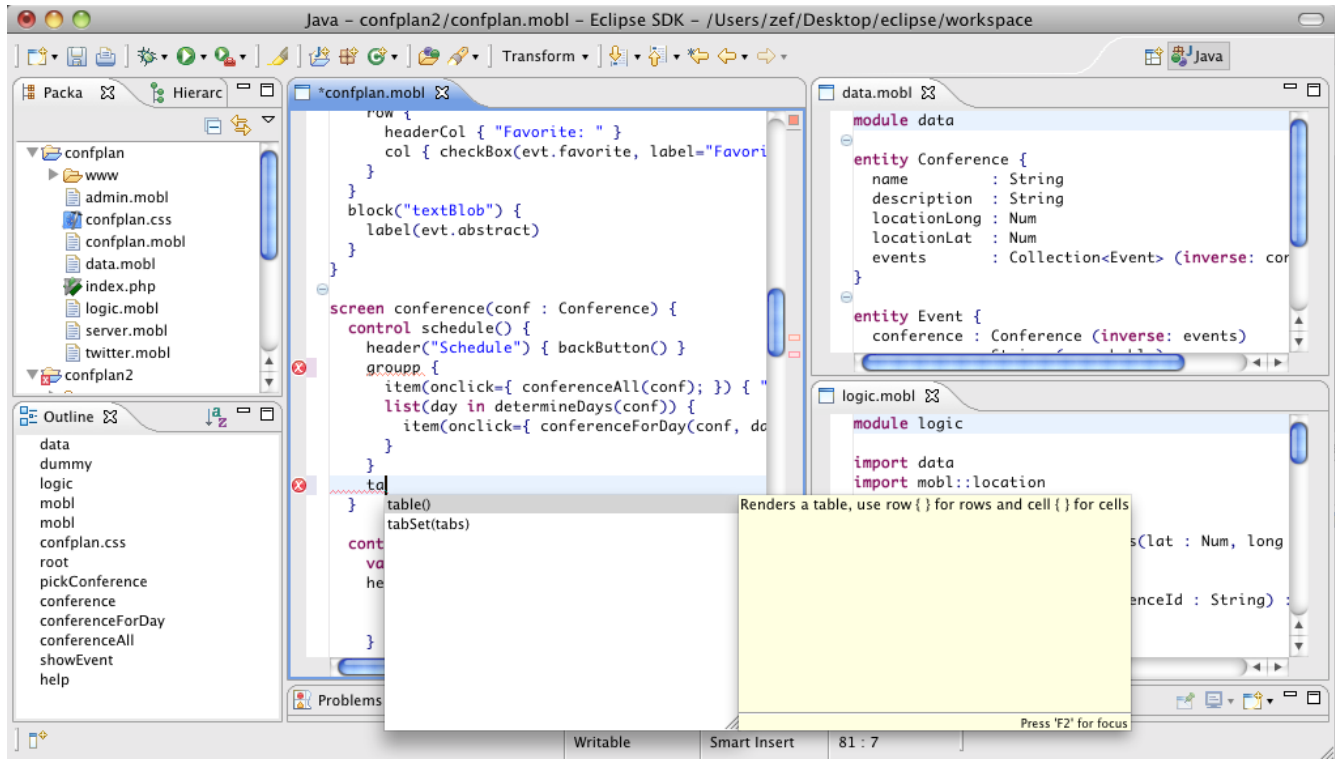 Java – confplan2/confplan.mobl – Eclipse SDK – /Users/zef/Desktop/eclipse/workspace
Transform
Java
Packa
Hierarc
confplan
www
admin.mobl
confplan.css
confplan.mobl
data.mobl
index.php
logic.mobl
server.mobl
twitter.mobl
confplan2
Outline
data
dummy
logic
mobl
mobl
confplan.css
root
pickConference
conference
conferenceForDay
conferenceAll
showEvent
help
*confplan.mobl
row {
headerCol { "Favorite: " }
col { checkBox(evt.favorite, label="Favori
}
}
block("textBlob") {
label(evt.abstract)
}
}
screen conference(conf : Conference) {
control schedule() {
header("Schedule") { backButton() }
groupp {
item(onclick={ conferenceAll(conf); }) { "
list(day in determineDays(conf)) {
item(onclick={ conferenceForDay(conf, da
}
}
ta
}
cont
va
he
}
table()
tabSet(tabs)
Renders a table, use row { } for rows and cell { } for cells
Press 'F2' for focus
data.mobl
module data
entity Conference {
name : String
description : String
locationLong : Num
locationLat : Num
events : Collection<Event> (inverse: con
}
entity Event {
conference : Conference (inverse: events)
logic.mobl
module logic
import data
import mobl::location
s(lat : Num, long
enceId : String) :
Problems
Writable
Smart Insert
81 : 7